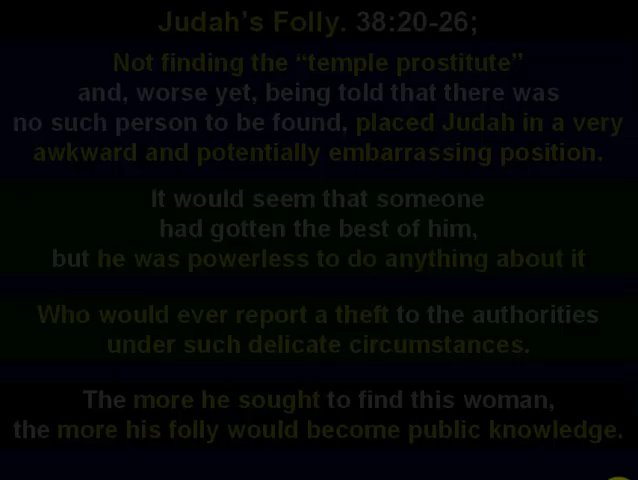 Judah’s Folly. 38:20-26;
Not finding the “temple prostitute”
and, worse yet, being told that there was
no such person to be found, placed Judah in a very
awkward and potentially embarrassing position.
It would seem that someone
had gotten the best of him,
but he was powerless to do anything about it
Who would ever report a theft to the authorities
under such delicate circumstances.
The more he sought to find this woman,
the more his folly would become public knowledge.